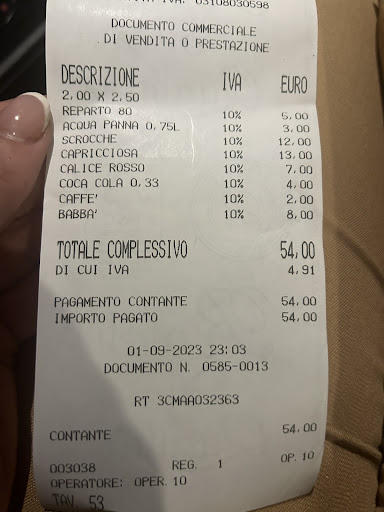 IVA: 03108030598
DOCUMENTO COMMERCIALE
DI VENDITA O PRESTAZIONE
DESCRIZIONE IVA EURO
2,00 X 2,50
REPARTO 80 10% 5,00
ACQUA PANNA 0,75L 10% 3,00
SCROCCHE 10% 12,00
CAPRICCIOSA 10% 13,00
CALICE ROSSO 10% 7,00
COCA COLA 0,33 10% 4,00
CAFFE' 10% 2,00
BABBA' 10% 8,00
TOTALE COMPLESSIVO 54,00
DI CUI IVA 4,91
PAGAMENTO CONTANTE 54,00
IMPORTO PAGATO 54,00
01-09-2023 23:03
DOCUMENTO N. 0585-0013
RT 3CMAA032363
CONTANTE 54,00
003038 REG. 1 OP. 10
OPERATORE: OPER.10
TAV. 53